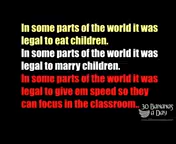 In some parts of the world it was
legal to eat children.
In some parts of the world it was
legal to marry children.
In some parts of the world it was
legal to give em speed so they
can focus in the classroom..
30 Bananas
a Day